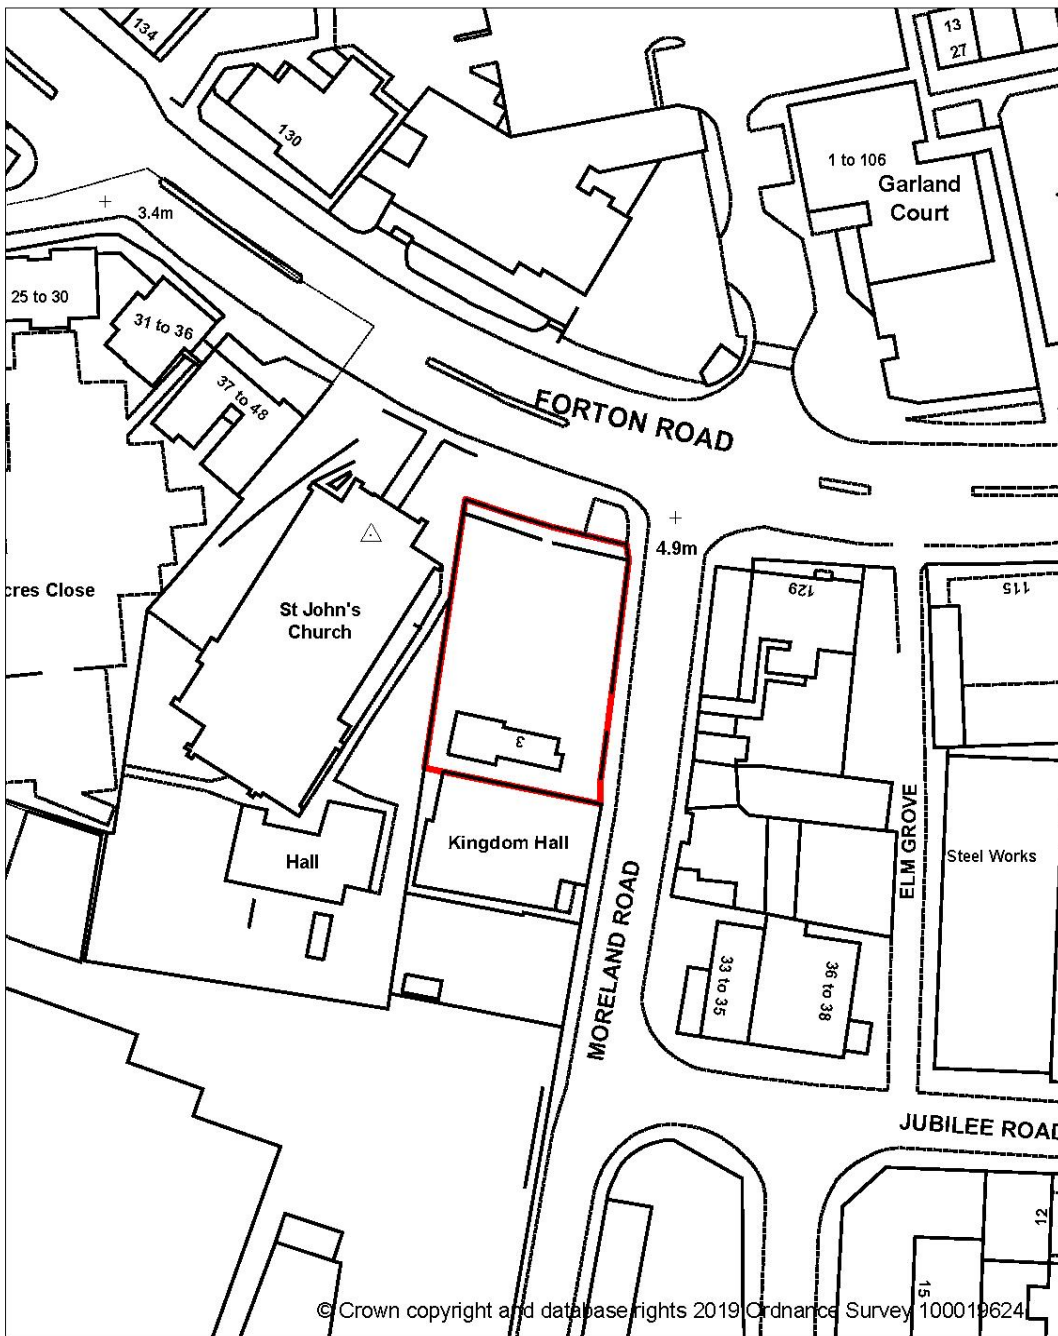 134
13
27
130
1 to 106
Garland
Court
3.4m
25 to 30
31 to 36
37 to 48
FORTON ROAD
4.9m
129
115
cres Close
St John's
Church
3
Kingdom Hall
Hall
MORELAND ROAD
ELM GROVE
Steel Works
33 to 35
36 to 38
JUBILEE ROAD
12
15
© Crown copyright and database rights 2019 Ordnance Survey 100019624